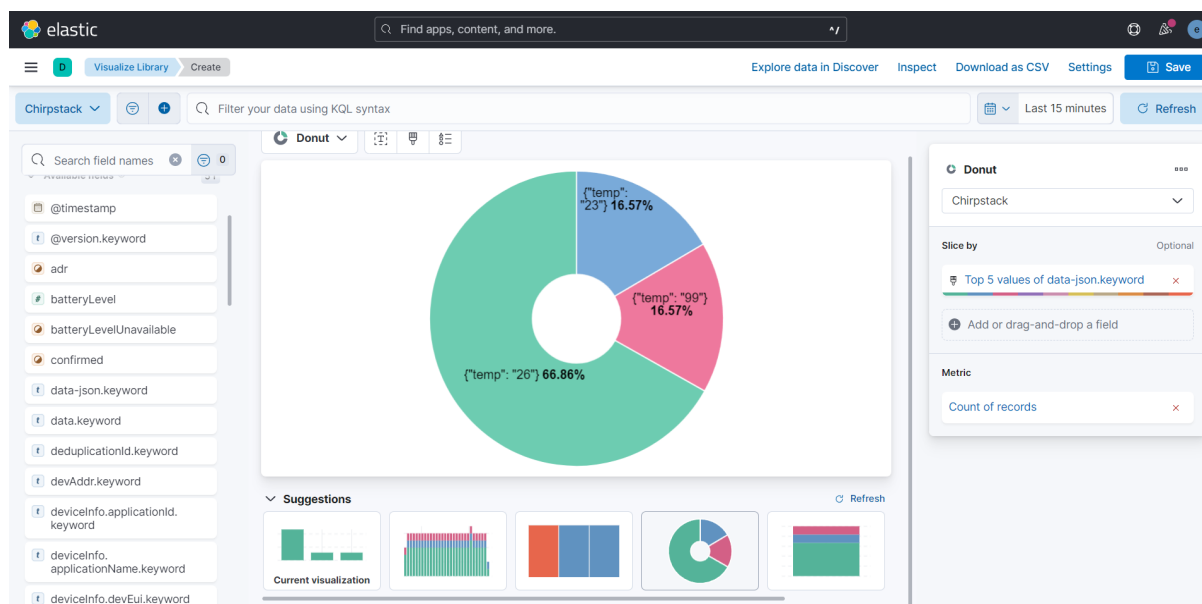 elastic
Find apps, content, and more.
^/
e
D
Visualize Library
Create
Explore data in Discover
Inspect
Download as CSV
Settings
Save
Chirpstack
Filter your data using KQL syntax
Last 15 minutes
Refresh
Search field names
0
Donut
@timestamp
t @version.keyword
adr
# batteryLevel
batteryLevelUnavailable
confirmed
t data-json.keyword
t data.keyword
t deduplicationId.keyword
t devAddr.keyword
t deviceInfo.applicationId.
keyword
t deviceInfo.
applicationName.keyword
t deviceInfo.devEui.keyword
{"temp":
"23"} 16.57%
{"temp": "99"}
16.57%
{"temp": "26"} 66.86%
Suggestions
Refresh
Current visualization
Donut
Chirpstack
Slice by
Optional
Top 5 values of data-json.keyword
Add or drag-and-drop a field
Metric
Count of records